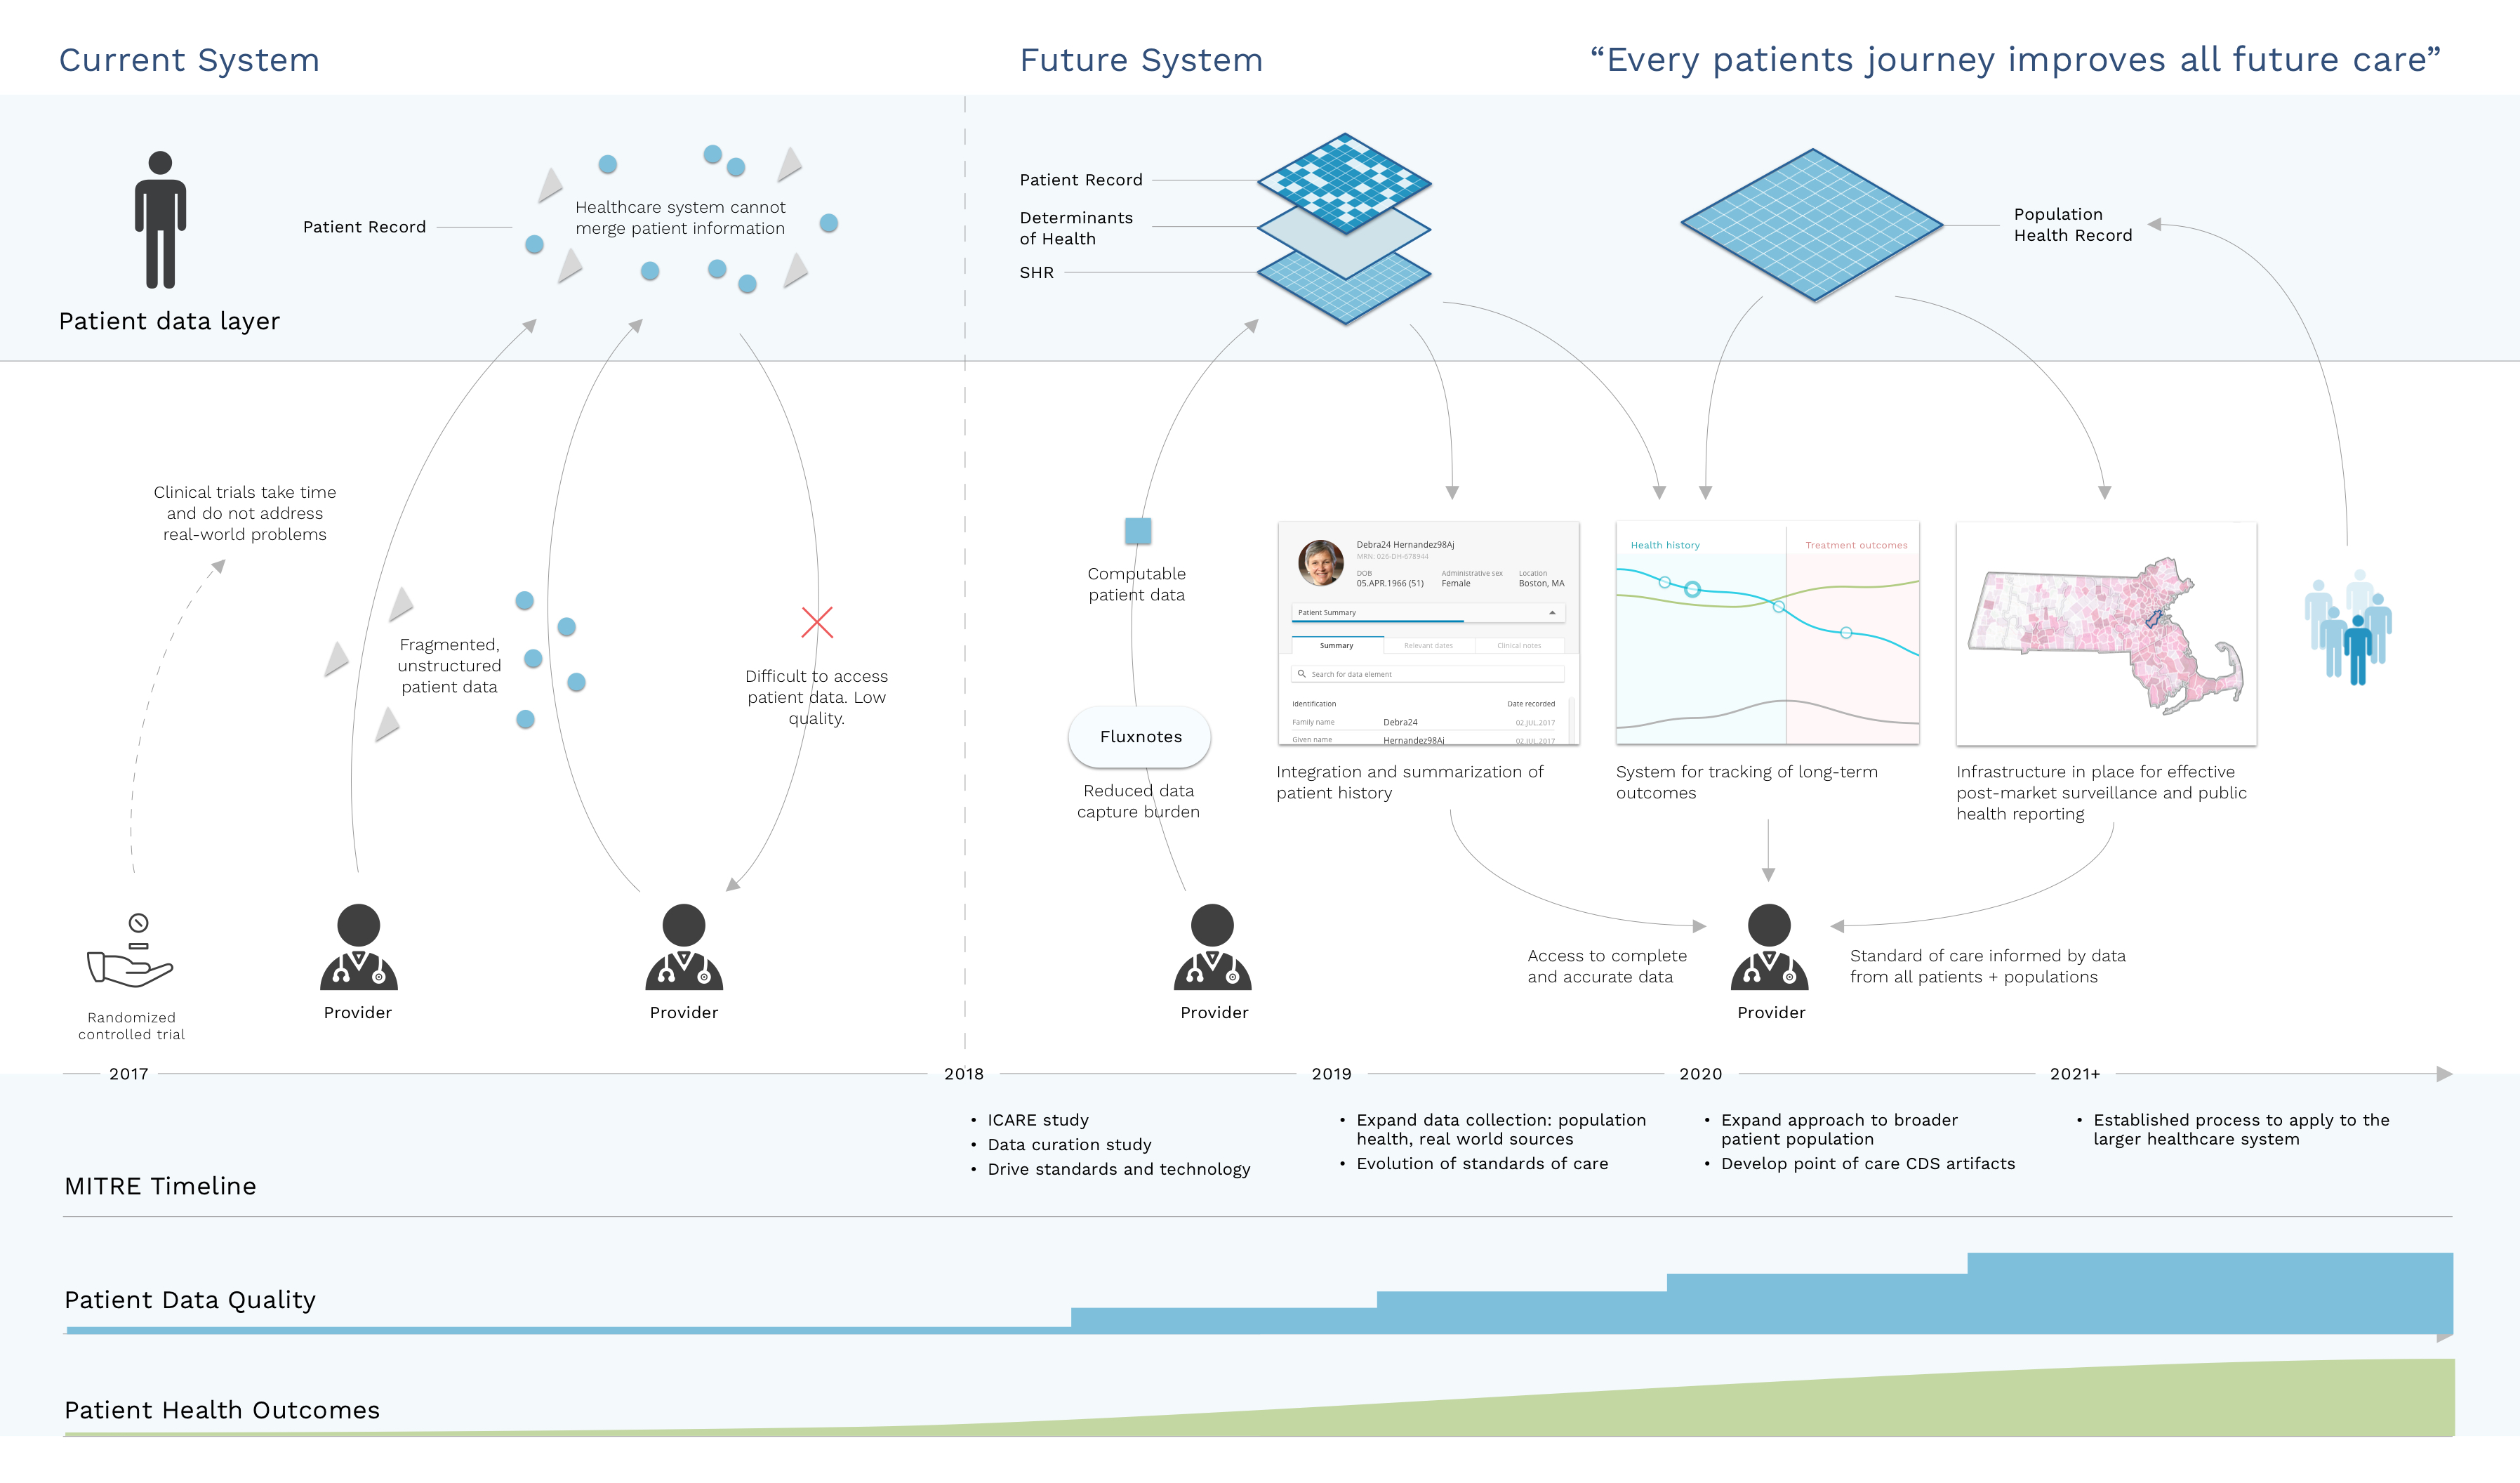 Current System
Future System
“Every patients journey improves all future care”
Patient data layer
Patient Record
Healthcare system cannot
merge patient information
Patient Record
Determinants
of Health
SHR
Population
Health Record
Clinical trials take time
and do not address
real-world problems
Fragmented,
unstructured
patient data
Difficult to access
patient data. Low
quality.
Computable
patient data
Fluxnotes
Reduced data
capture burden
Debra24 Hernandez98Aj
MRN: 026-DH-678944
DOB
05.APR.1966 (51)
Administrative sex
Female
Location
Boston, MA
Patient Summary
Summary
Relevant dates
Clinical notes
Search for data element
Identification
Date recorded
Family name
Debra24
02.JUL.2017
Given name
Hernandez98Aj
02.JUL.2017
Integration and summarization of
patient history
Health history
Treatment outcomes
System for tracking of long-term
outcomes
Infrastructure in place for effective
post-market surveillance and public
health reporting
Randomized
controlled trial
Provider
Provider
Provider
Access to complete
and accurate data
Provider
Standard of care informed by data
from all patients + populations
2017
2018
2019
2020
2021+
MITRE Timeline
• ICARE study
• Data curation study
• Drive standards and technology
• Expand data collection: population
health, real world sources
• Evolution of standards of care
• Expand approach to broader
patient population
• Develop point of care CDS artifacts
• Established process to apply to the
larger healthcare system
Patient Data Quality
Patient Health Outcomes